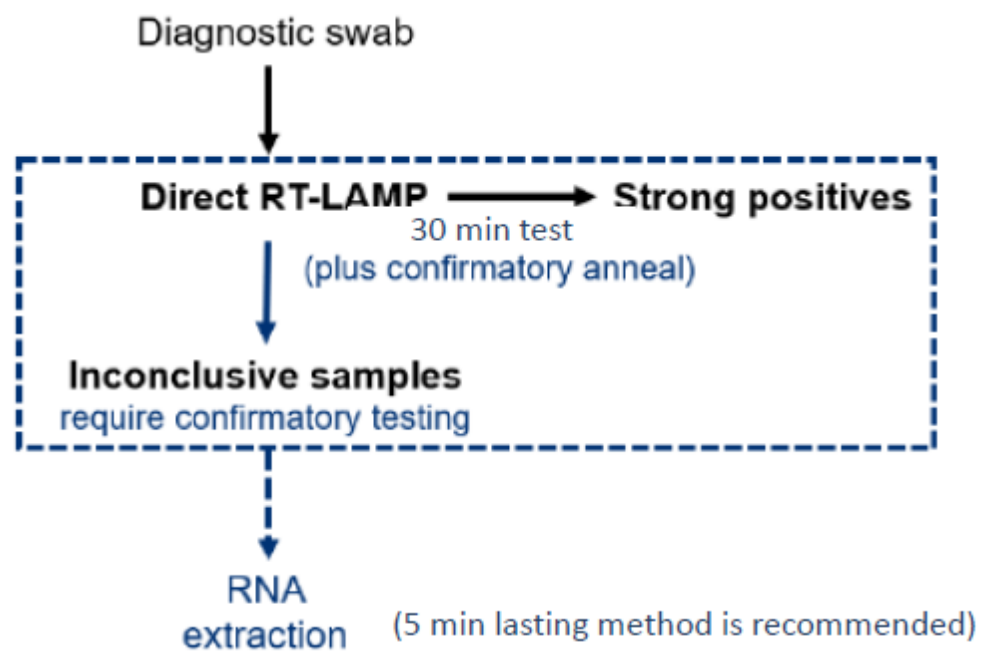 Diagnostic swab
Direct RT-LAMP
Strong positives
30 min test
(plus confirmatory anneal)
Inconclusive samples
require confirmatory testing
RNA
extraction
(5 min lasting method is recommended)